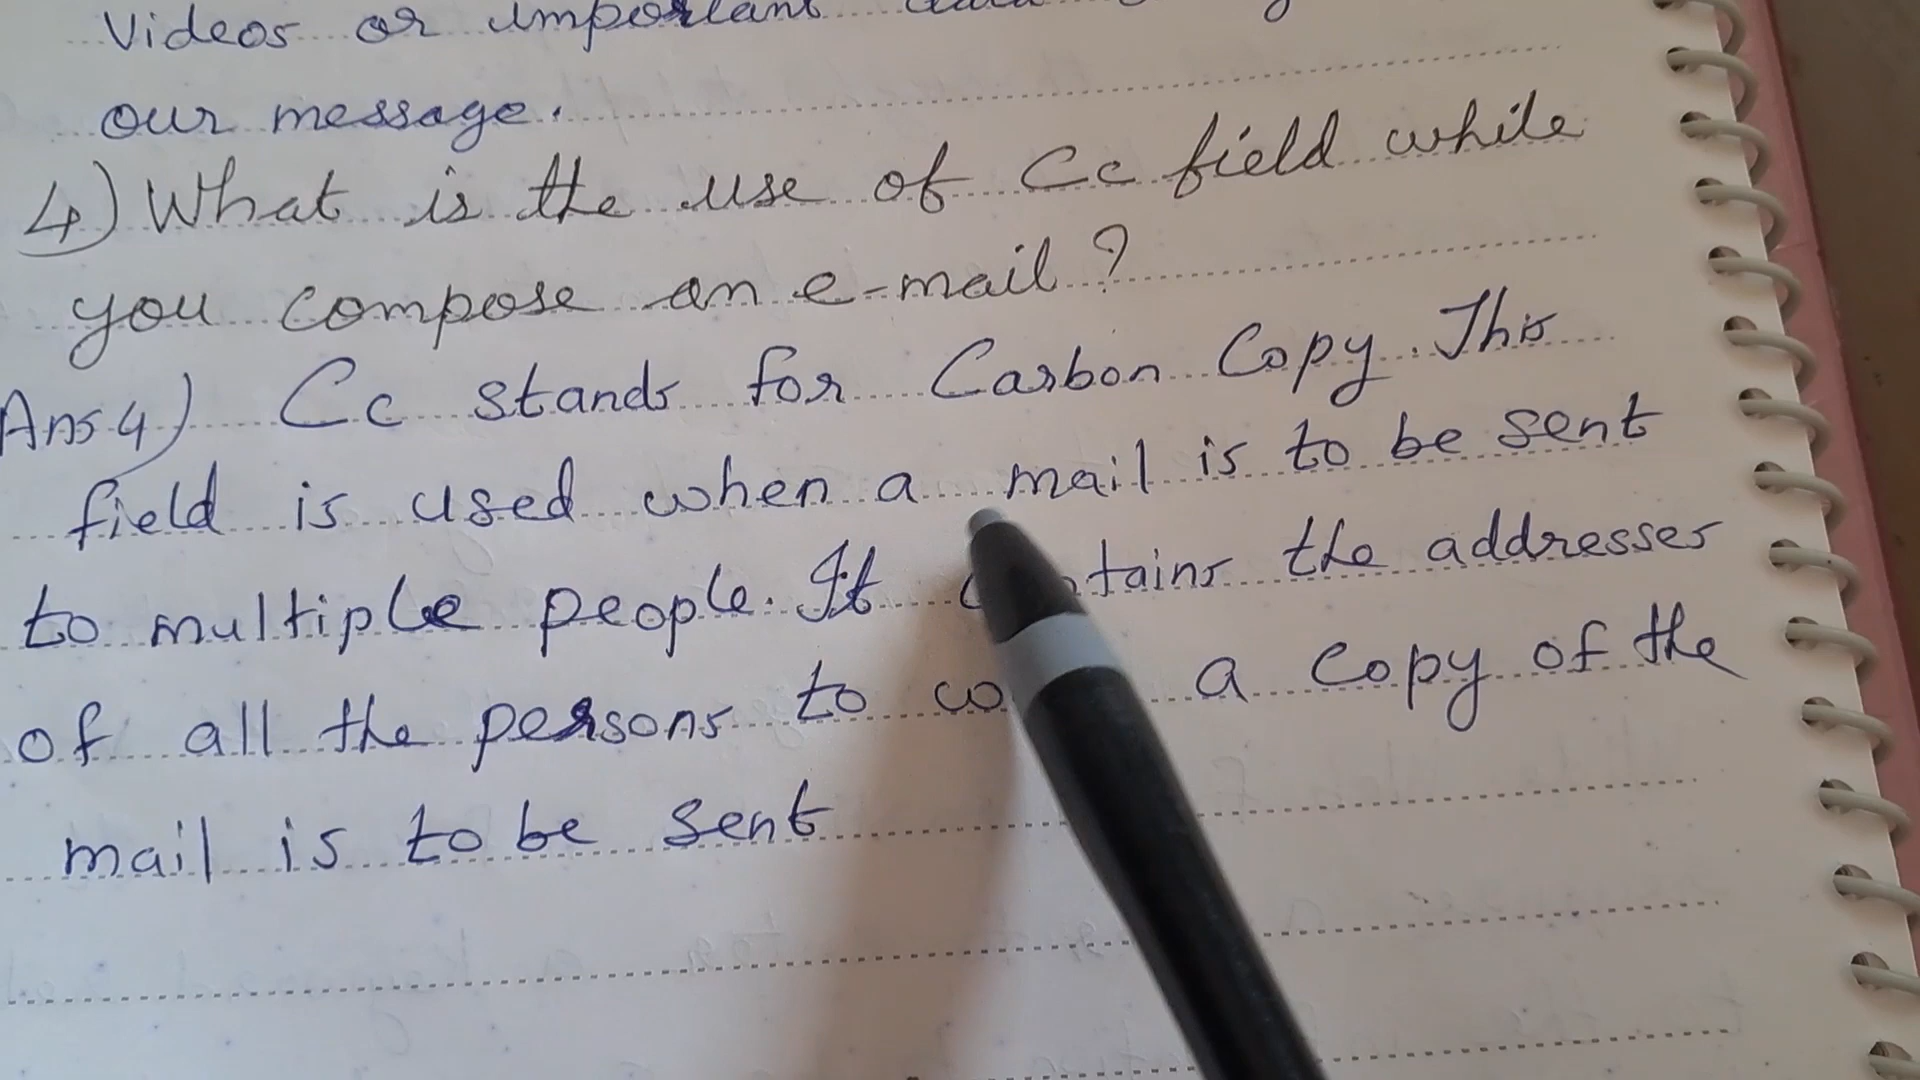 Videos or important
our message.
4) What is the use of Cc field while
you compose an e-mail?
Ans 4) Cc stands for Carbon Copy. This
field is used when a mail is to be sent
to multiple people. It the addresses
of all the persons to a copy of the
mail is to be sent